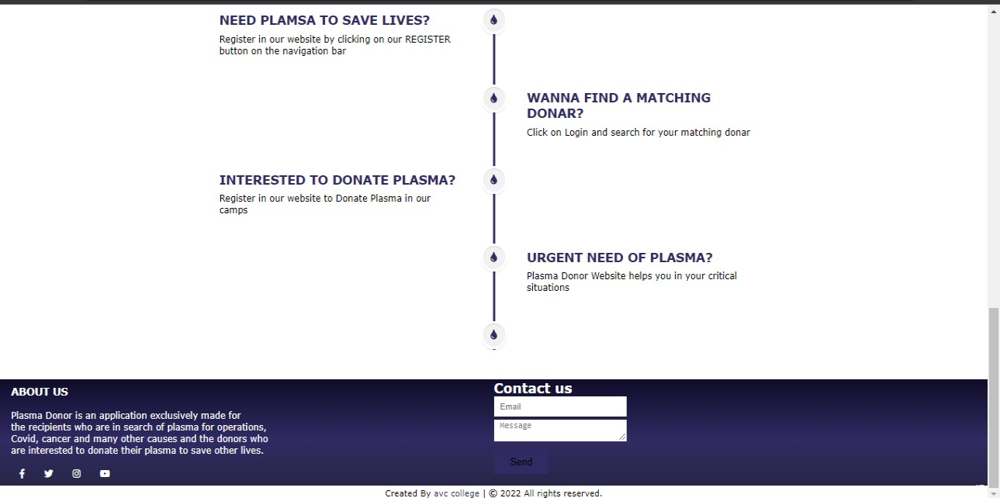 NEED PLAMSA TO SAVE LIVES?
Register in our website by clicking on our REGISTER
button on the navigation bar
WANNA FIND A MATCHING
DONAR?
Click on Login and search for your matching donar
INTERESTED TO DONATE PLASMA?
Register in our website to Donate Plasma in our
camps
URGENT NEED OF PLASMA?
Plasma Donor Website helps you in your critical
situations
ABOUT US
Plasma Donor is an application exclusively made for
the recipients who are in search of plasma for operations,
Covid, cancer and many other causes and the donors who
are interested to donate their plasma to save other lives.
Contact us
Email
Message
Send
Created By avc college | © 2022 All rights reserved.